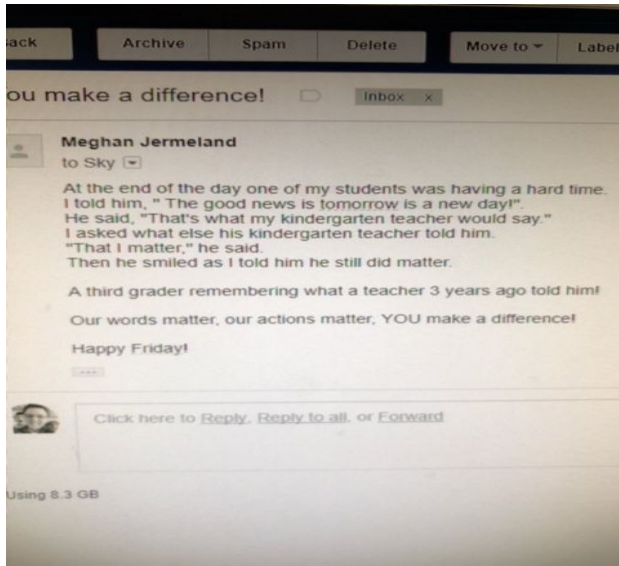 ack Archive Spam Delete Move to Label
ou make a difference! Inbox x
Meghan Jermeland
to Sky
At the end of the day one of my students was having a hard time.
I told him, " The good news is tomorrow is a new day!".
He said, "That's what my kindergarten teacher would say."
I asked what else his kindergarten teacher told him.
"That I matter," he said.
Then he smiled as I told him he still did matter.
A third grader remembering what a teacher 3 years ago told him!
Our words matter, our actions matter, YOU make a difference!
Happy Friday!
...
Click here to Reply, Reply to all, or Forward
Using 8.3 GB